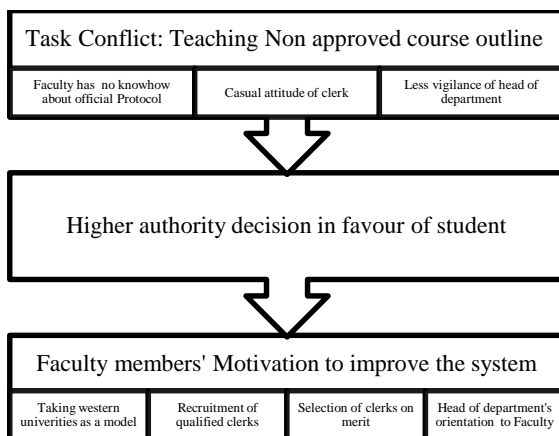 Task Conflict: Teaching Non approved course outline
Faculty has no knowhow
about official Protocol
Casual attitude of clerk
Less vigilance of head of
department
Higher authority decision in favour of student
Faculty members' Motivation to improve the system
Taking western
univerities as a model
Recruitment of
qualified clerks
Selection of clerks on
merit
Head of department's
orientation to Faculty